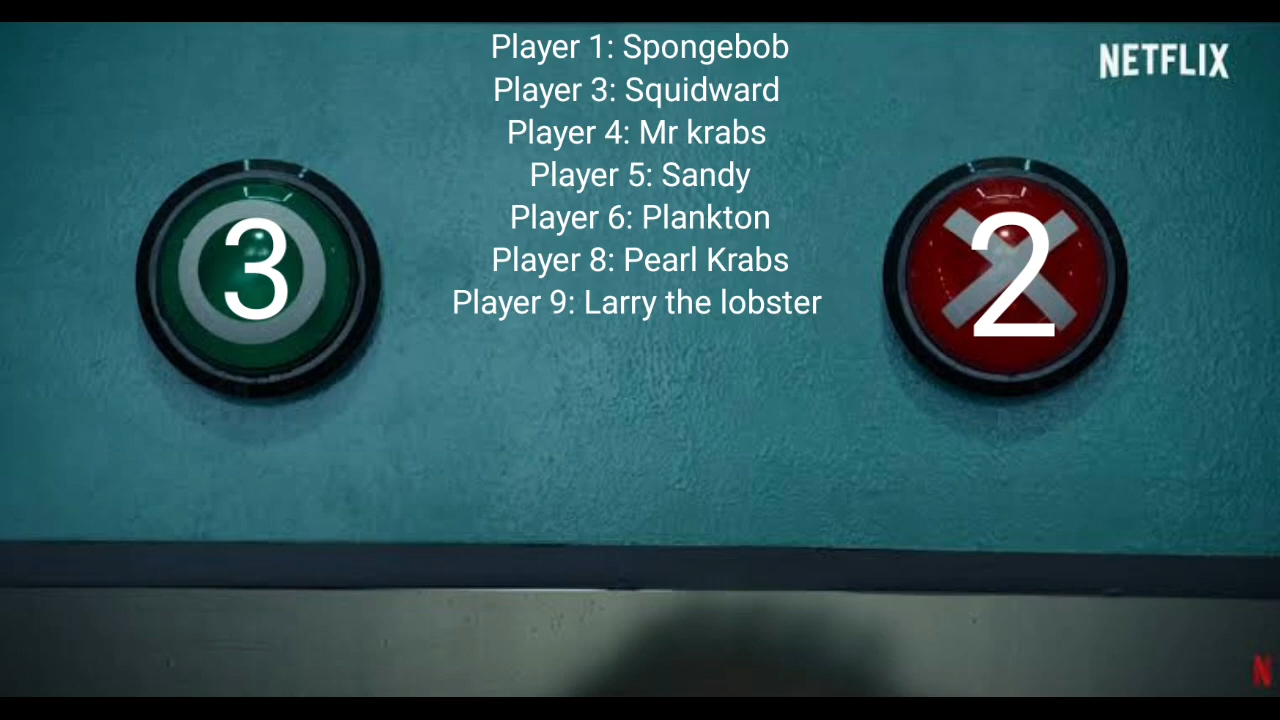 Player 1: Spongebob
NETFLIX
Player 3: Squidward
Player 4: Mr krabs
Player 5: Sandy
Player 6: Plankton
Player 8: Pearl Krabs
Player 9: Larry the lobster
3
2
N